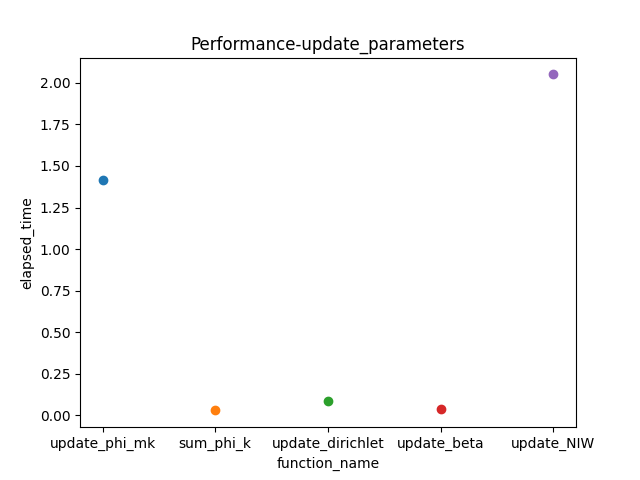 Performance-update_parameters
elapsed_time
2.00
1.75
1.50
1.25
1.00
0.75
0.50
0.25
0.00
update_phi_mk sum_phi_k update_dirichlet update_beta update_NIW
function_name